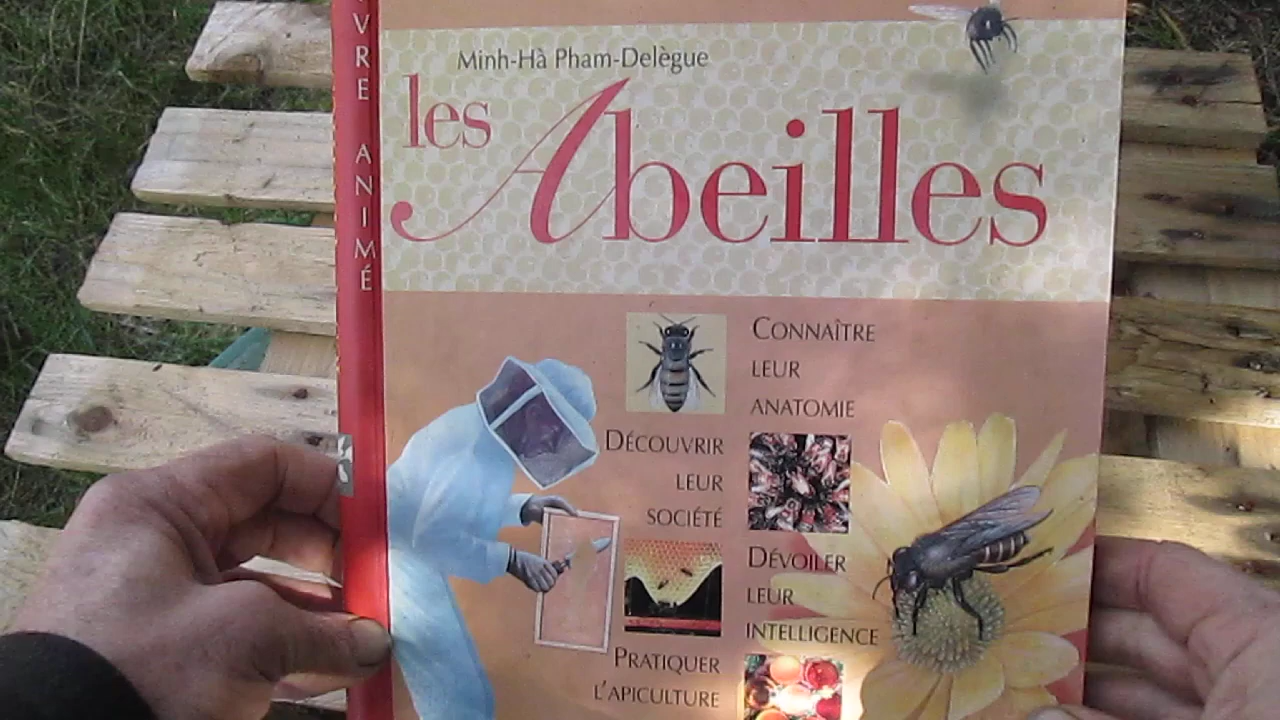 VRE ANIMÉ
Minh-Hà Pham-Delègue
les Abeilles
CONNAÎTRE
LEUR
ANATOMIE
DÉCOUVRIR
LEUR
SOCIÉTÉ
DÉVOILER
LEUR
INTELLIGENCE
PRATIQUER
L'APICULTURE